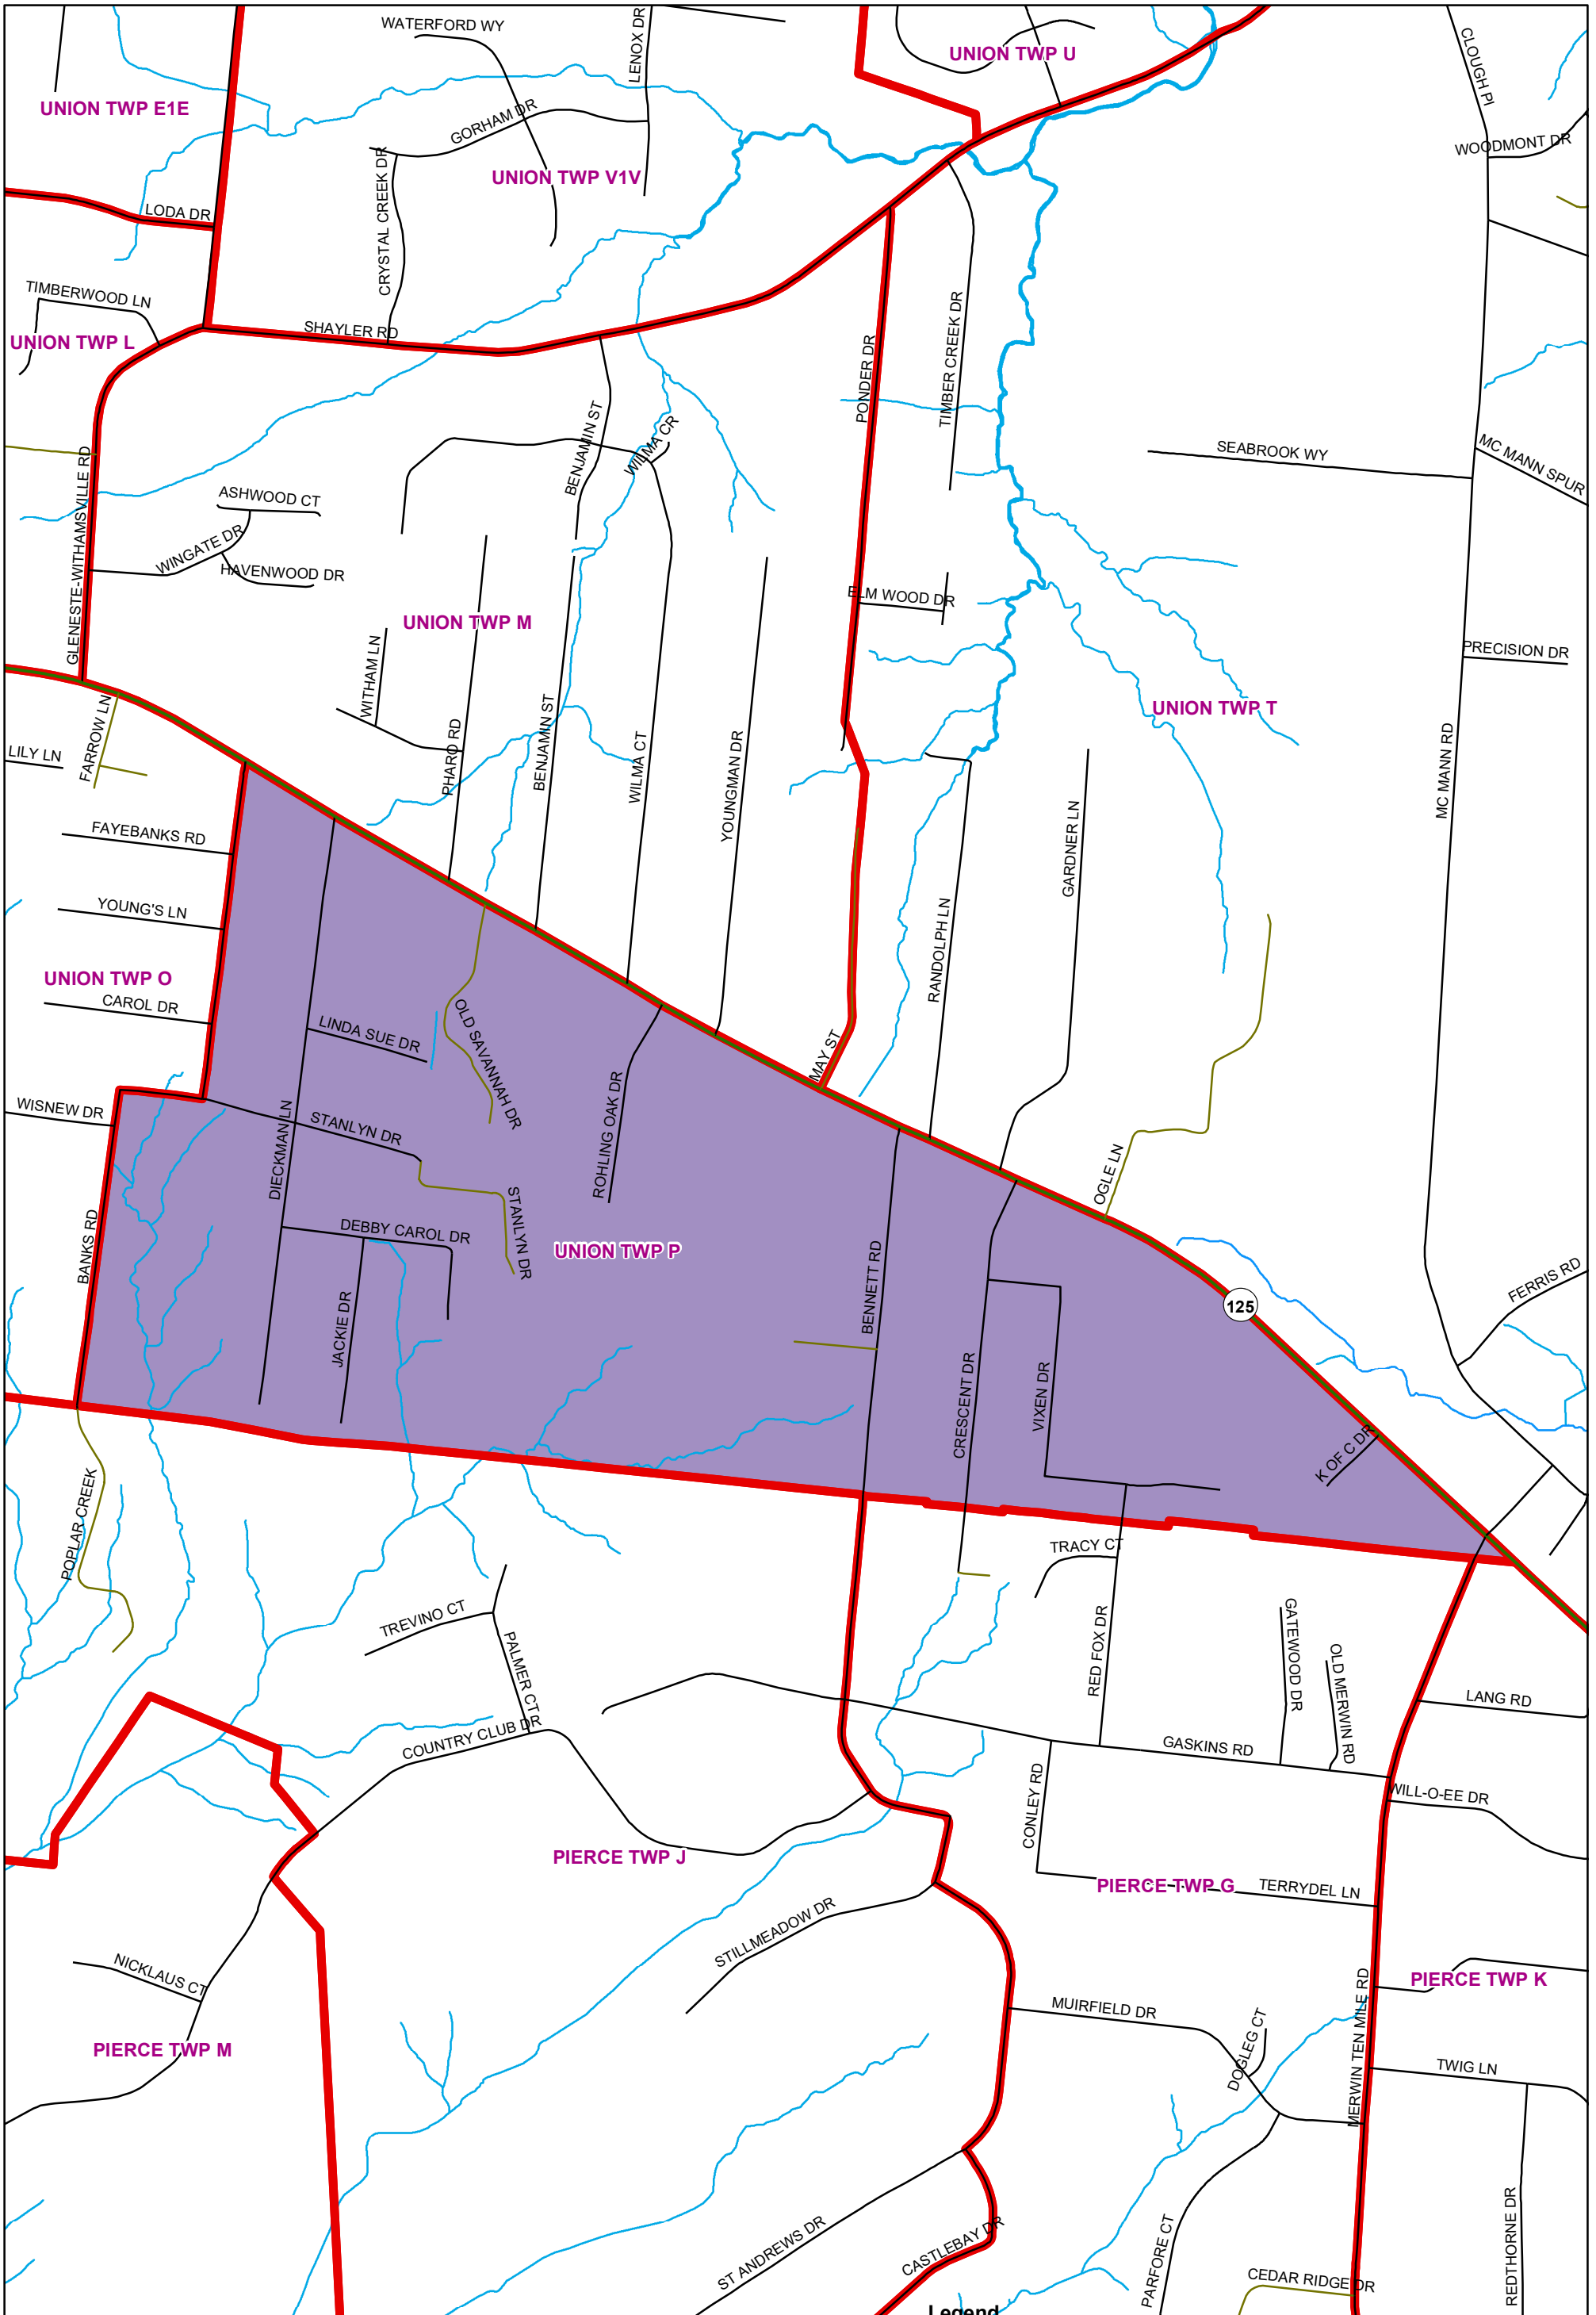 WATERFORD WY
LENOX DR
UNION TWP U
CLOUGH PI
UNION TWP E1E
GORHAM DR
WOODMONT DR
UNION TWP V1V
CRYSTAL CREEK DR
LODA DR
TIMBERWOOD LN
SHAYLER RD
UNION TWP L
PONDER DR
TIMBER CREEK DR
BENJAMIN ST
WILMA CR
SEABROOK WY
MC MANN SPUR
GLENESTE-WITHAMSVILLE RD
ASHWOOD CT
WINGATE DR
HAVENWOOD DR
ELM WOOD DR
UNION TWP M
WITHAM LN
PRECISION DR
UNION TWP T
FARROW LN
LILY LN
PHARO RD
BENJAMIN ST
WILMA CT
YOUNGMAN DR
MC MANN RD
FAYEBANKS RD
GARDNER LN
YOUNG'S LN
RANDOLPH LN
UNION TWP O
CAROL DR
OLD SAVANNAH DR
LINDA SUE DR
MAY ST
WISNEW DR
ROHLING OAK DR
STANLYN DR
DIECKMAN LN
OGLE LN
STANLYN DR
BANKS RD
DEBBY CAROL DR
UNION TWP P
BENNETT RD
FERRIS RD
125
JACKIE DR
CRESCENT DR
VIXEN DR
K OF C DR
POPLAR CREEK
TRACY CT
TREVINO CT
PALMER CT
RED FOX DR
GATEWOOD DR
OLD MERWIN RD
LANG RD
COUNTRY CLUB DR
GASKINS RD
CONLEY RD
WILL-O-EE DR
PIERCE TWP J
PIERCE TWP G
TERRYDEL LN
STILLMEADOW DR
NICKLAUS CT
PIERCE TWP K
MUIRFIELD DR
MERWIN TEN MILE RD
DOGLEG CT
PIERCE TWP M
TWIG LN
ST ANDREWS DR
CASTLEBAY DR
PARFORE CT
CEDAR RIDGE DR
REDTHORNE DR
Legend